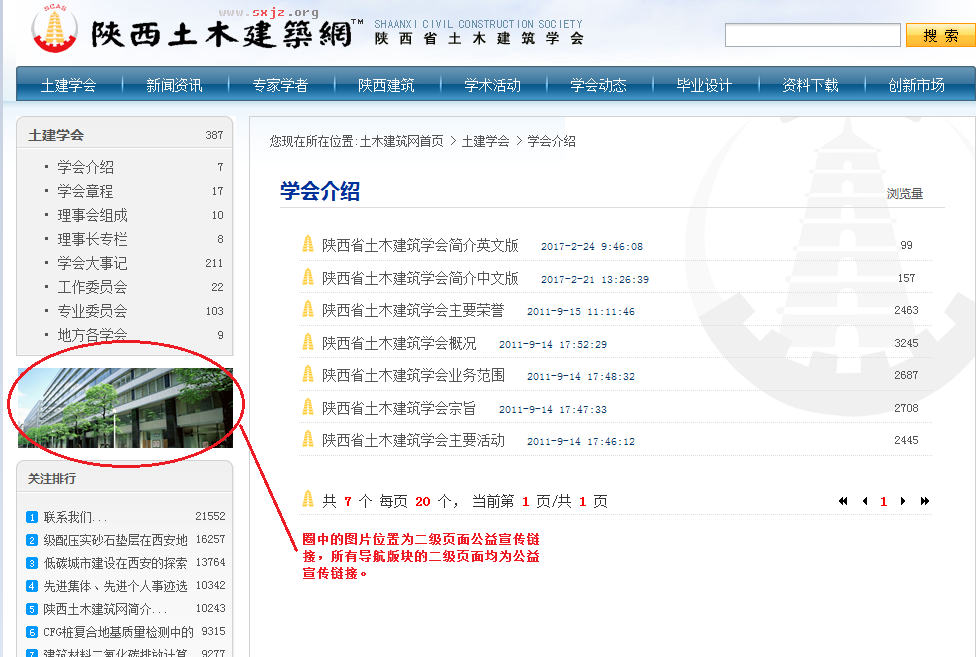 SCAS
www.sxjz.org
陕西土木建築網™
SHAANXI CIVIL CONSTRUCTION SOCIETY
陕西省土木建筑学会
搜 索
土建学会 新闻资讯 专家学者 陕西建筑 学术活动 学会动态 毕业设计 资料下载 创新市场
土建学会 387
· 学会介绍 7
· 学会章程 17
· 理事会组成 10
· 理事长专栏 8
· 学会大事记 211
· 工作委员会 22
· 专业委员会 103
· 地方各学会 9
关注排行
1 联系我们... 21552
2 级配压实砂石垫层在西安地 16257
3 低碳城市建设在西安的探索 13764
4 先进集体、先进个人事迹选 10342
5 陕西土木建筑网简介... 10243
6 CFG桩复合地基质量检测中的 9315
7 建筑材料二氧化碳排放计算 9277
您现在所在位置:土木建筑网首页 > 土建学会 > 学会介绍
学会介绍 浏览量
陕西省土木建筑学会简介英文版 2017-2-24 9:46:08 99
陕西省土木建筑学会简介中文版 2017-2-21 13:26:39 157
陕西省土木建筑学会主要荣誉 2011-9-15 11:11:46 2463
陕西省土木建筑学会概况 2011-9-14 17:52:29 3245
陕西省土木建筑学会业务范围 2011-9-14 17:48:32 2687
陕西省土木建筑学会宗旨 2011-9-14 17:47:33 2708
陕西省土木建筑学会主要活动 2011-9-14 17:46:12 2445
共 7 个 每页 20 个， 当前第 1 页/共 1 页 1
圈中的图片位置为二级页面公益宣传链
接，所有导航版块的二级页面均为公益
宣传链接。